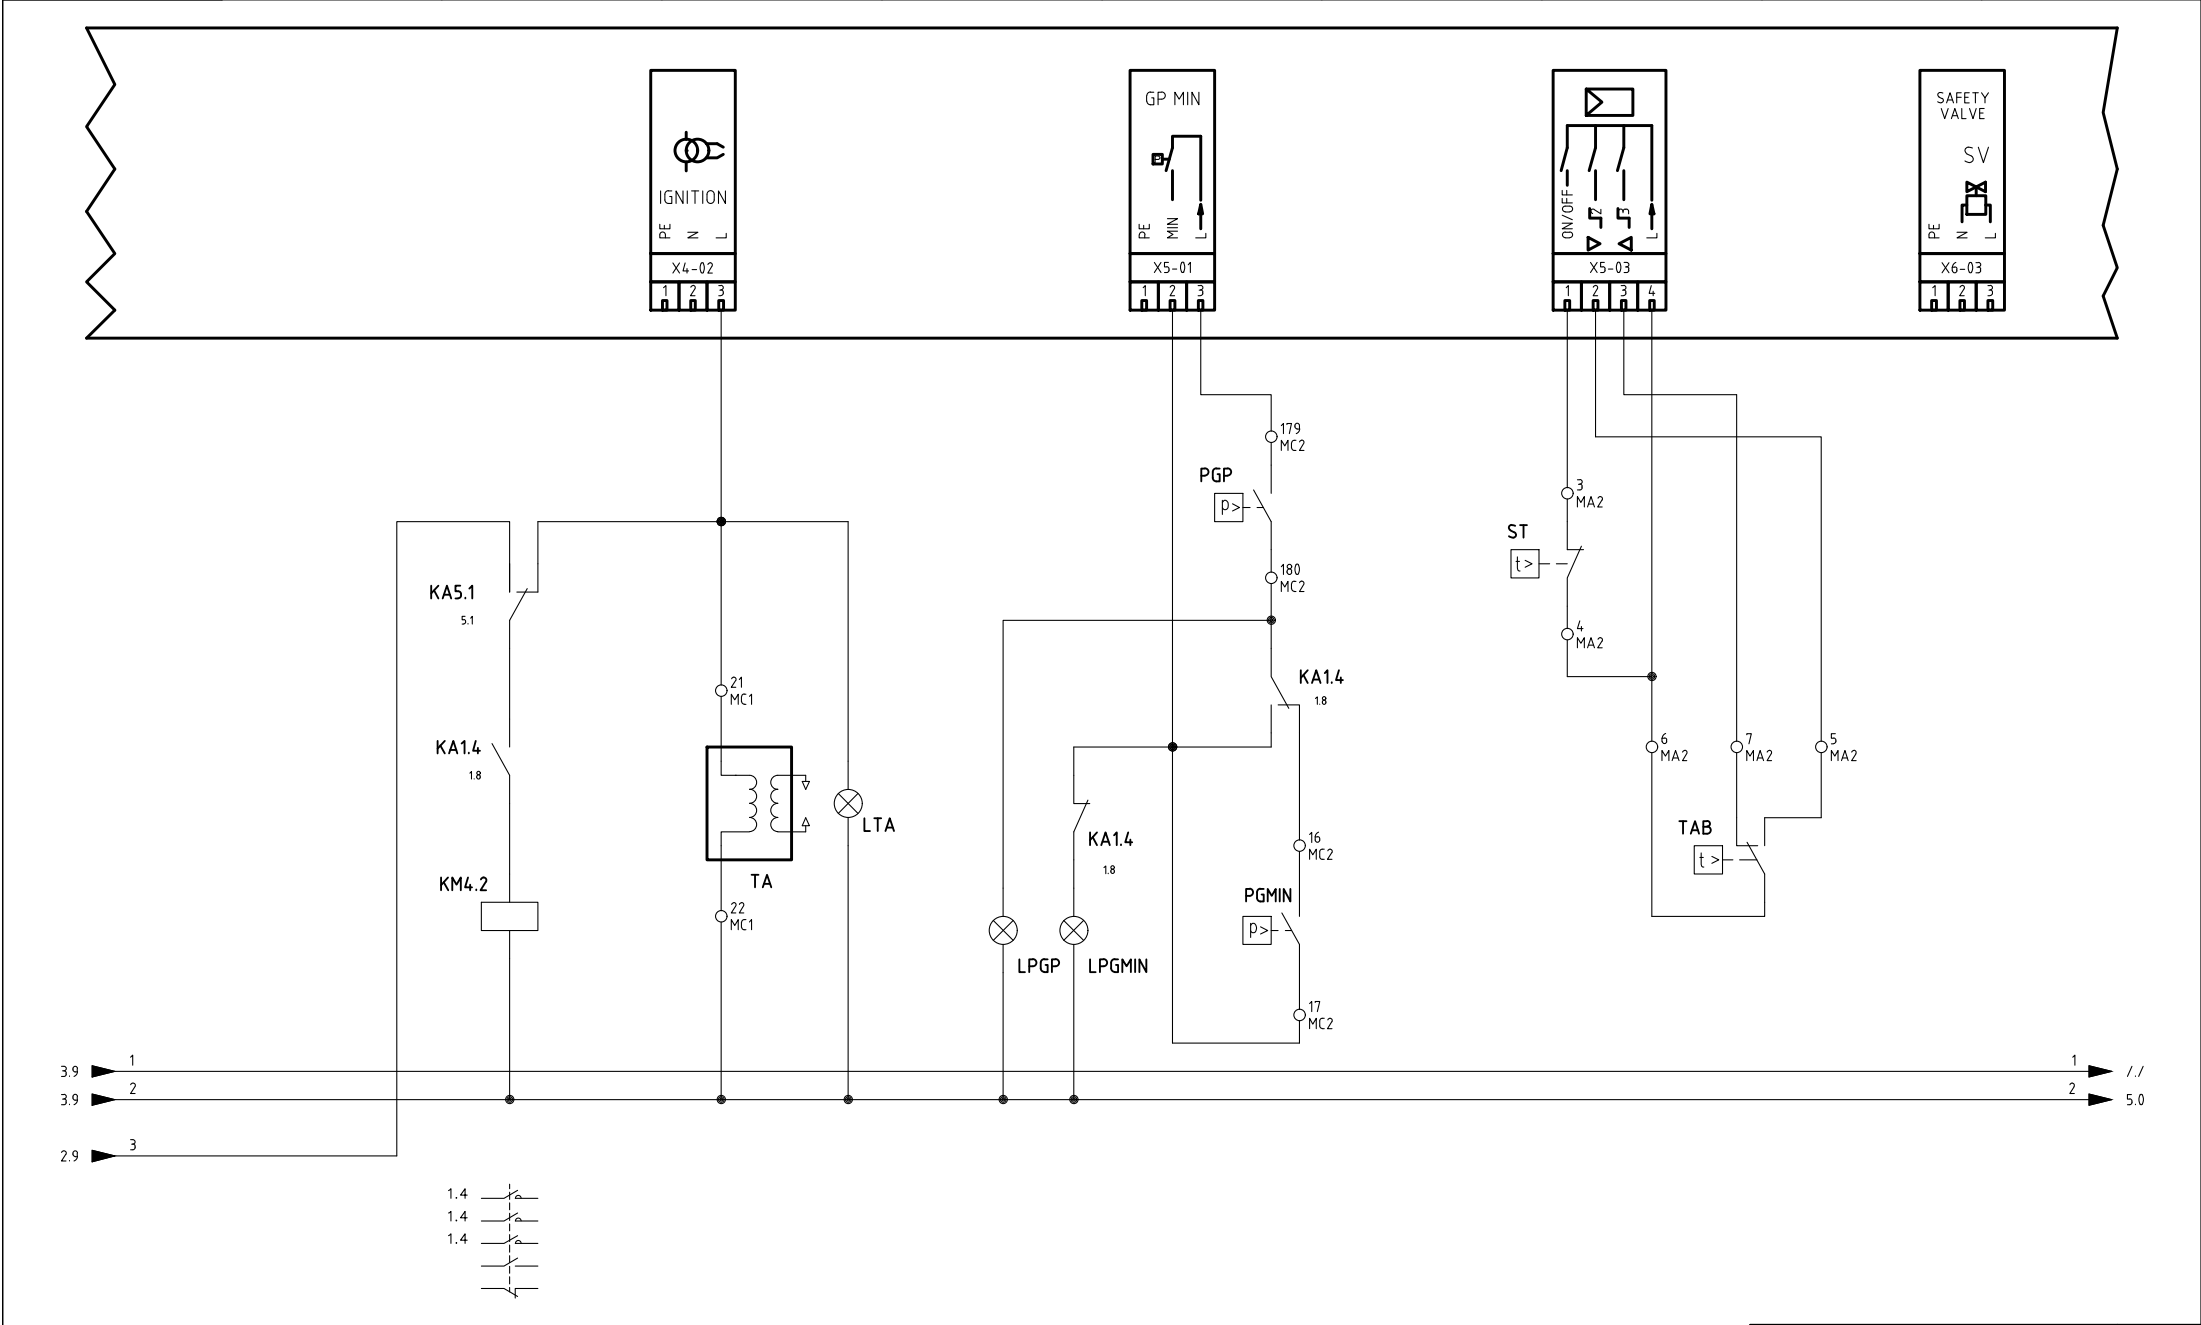 IGNITION
PE
N
L
X4-02
1 2 3
GP MIN
P
PE
MIN
L
X5-01
1 2 3
ON/OFF
2
3
L
X5-03
1 2 3 4
SAFETY
VALVE
SV
PE
N
L
X6-03
1 2 3
179
MC2
PGP
p>
180
MC2
3
MA2
ST
t>
4
MA2
KA5.1
5.1
21
MC1
KA1.4
1.8
KA1.4
1.8
6
MA2
7
MA2
5
MA2
LTA
TAB
t>
KA1.4
1.8
16
MC2
TA
KM4.2
22
MC1
PGMIN
p>
LPGP
LPGMIN
17
MC2
3.9
1
1
/./
3.9
2
2
5.0
2.9
3
1.4
1.4
1.4